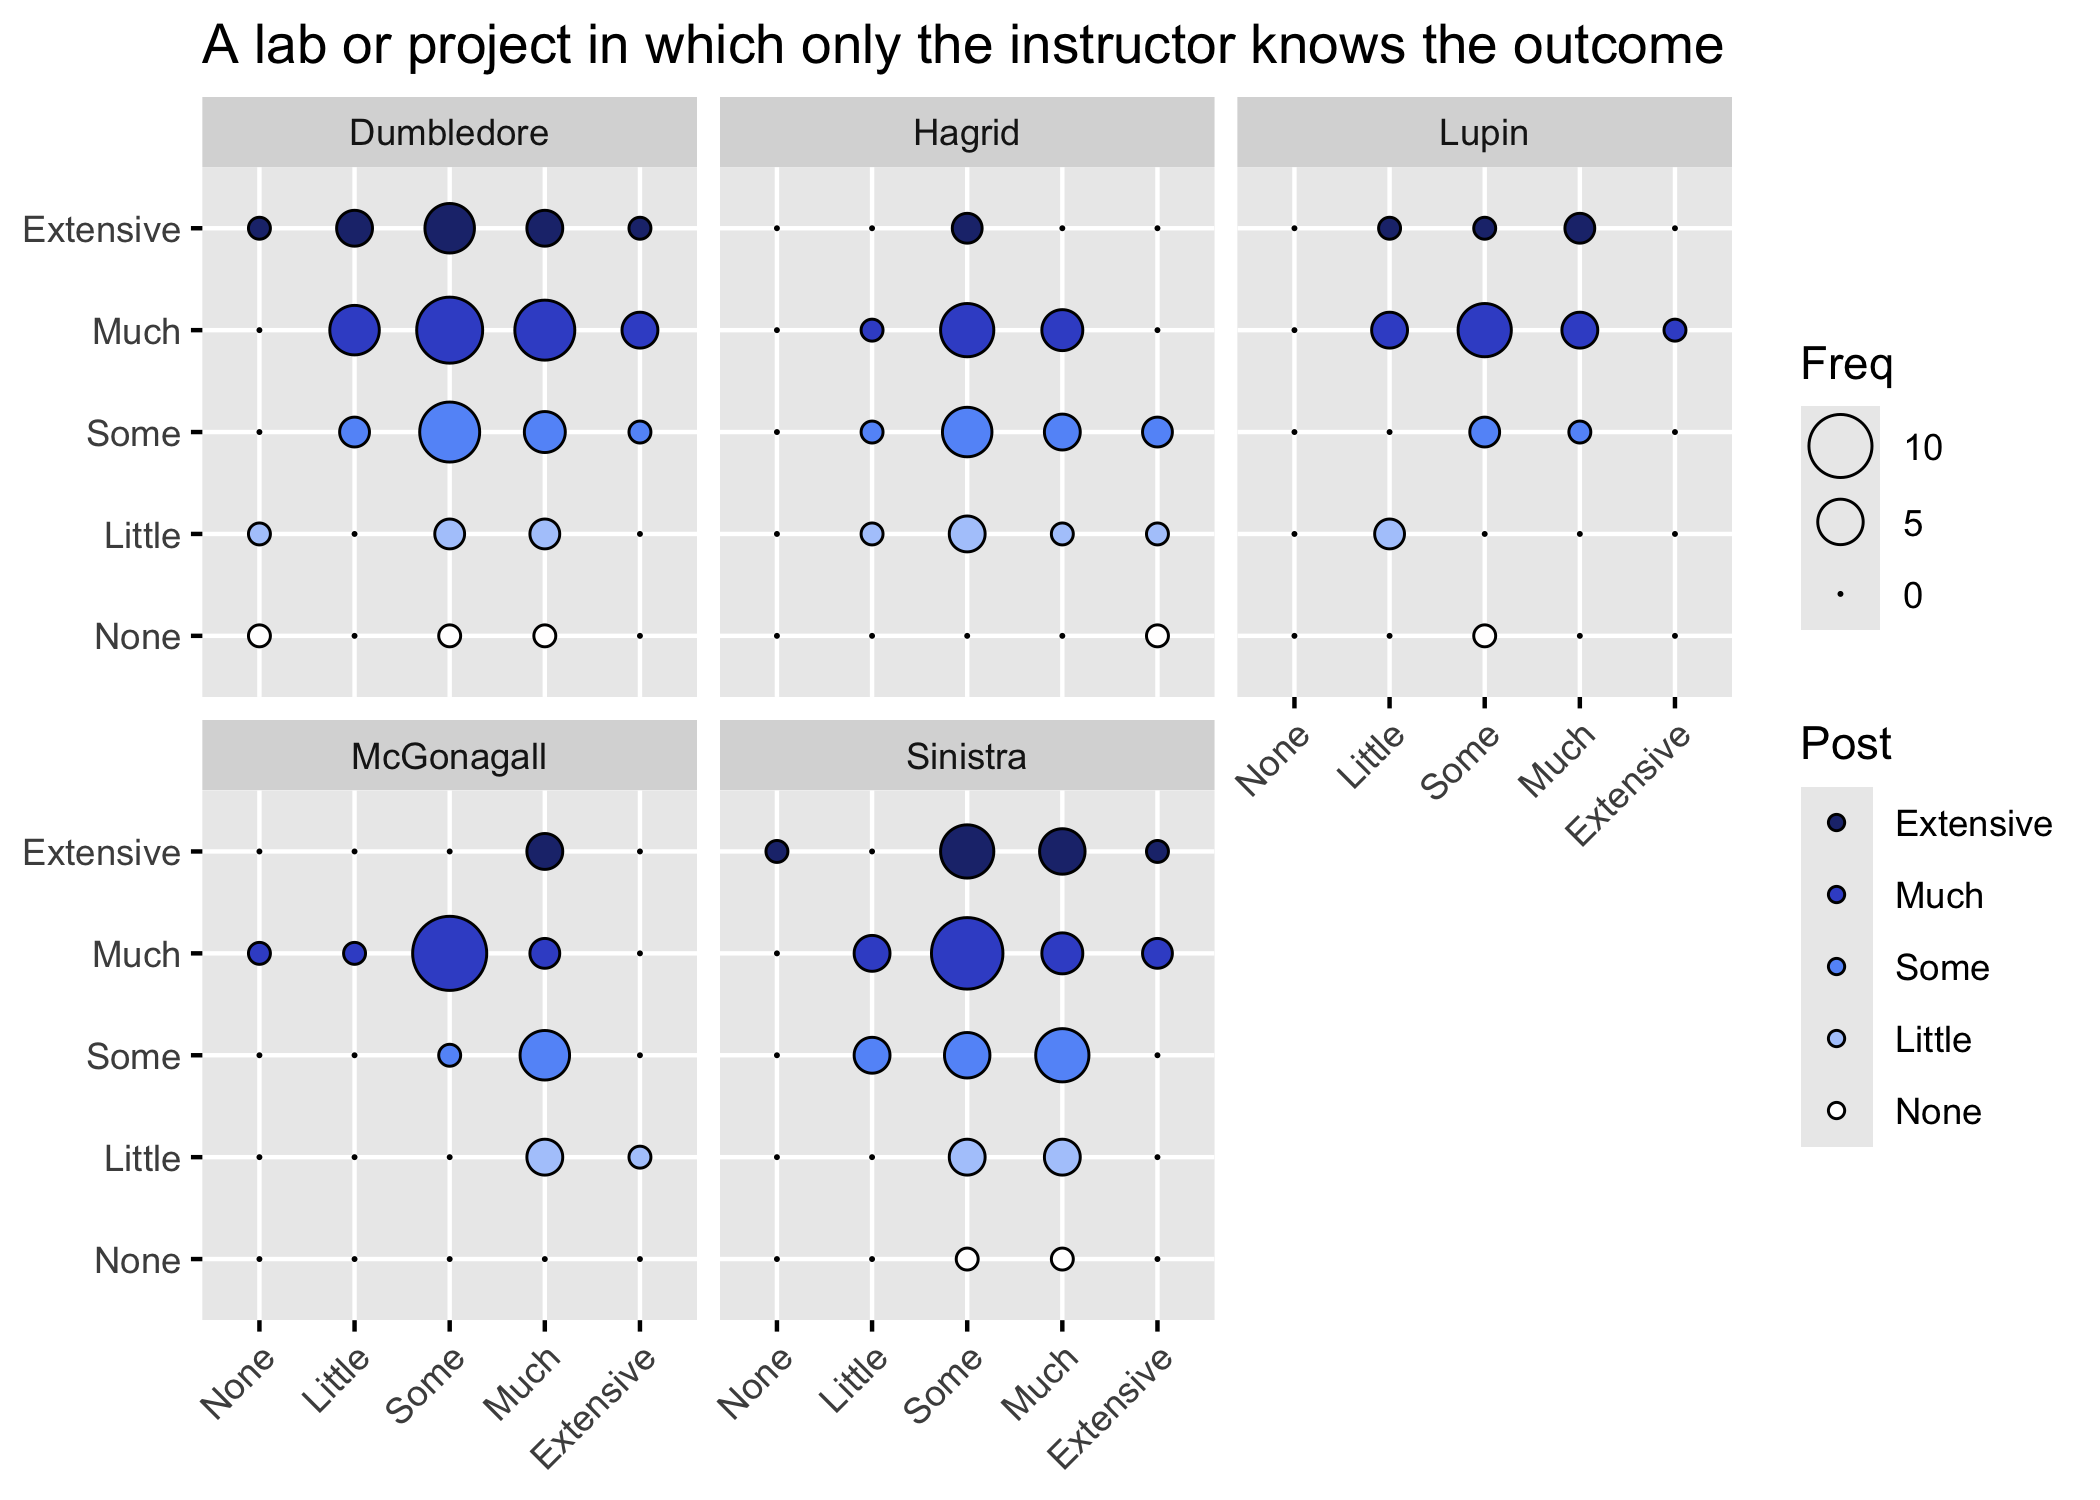 A lab or project in which only the instructor knows the outcome
Dumbledore
Hagrid
Lupin
Extensive
Much
Some
Little
None
McGonagall
Sinistra
None
Little
Some
Much
Extensive
Extensive
Much
Some
Little
None
None
Little
Some
Much
Extensive
None
Little
Some
Much
Extensive
Freq
10
5
0
Post
Extensive
Much
Some
Little
None